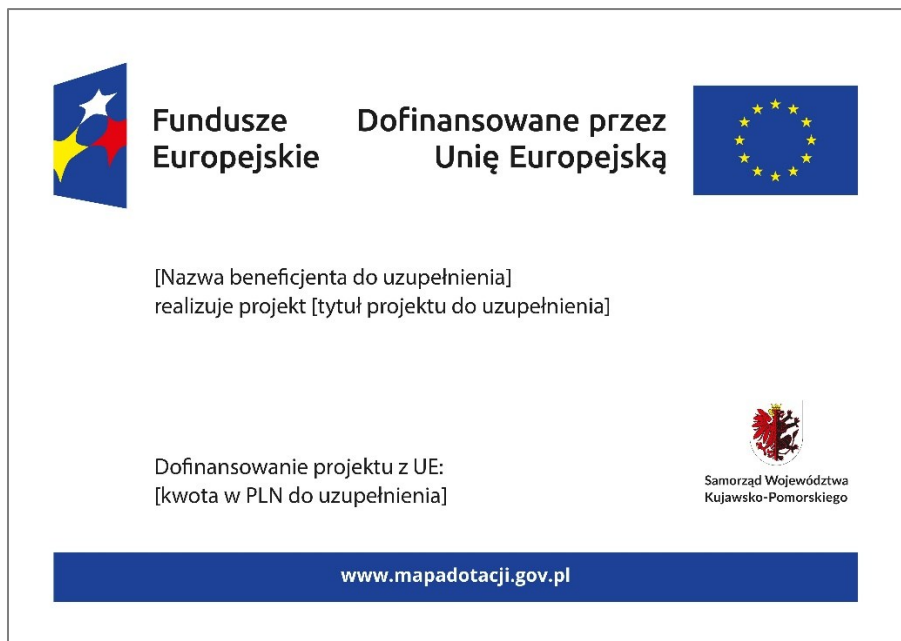 Fundusze
Europejskie
Dofinansowane przez
Unię Europejską
[Nazwa beneficjenta do uzupełnienia]
realizuje projekt [tytuł projektu do uzupełnienia]
Dofinansowanie projektu z UE:
[kwota w PLN do uzupełnienia]
Samorząd Województwa
Kujawsko-Pomorskiego
www.mapadotacji.gov.pl